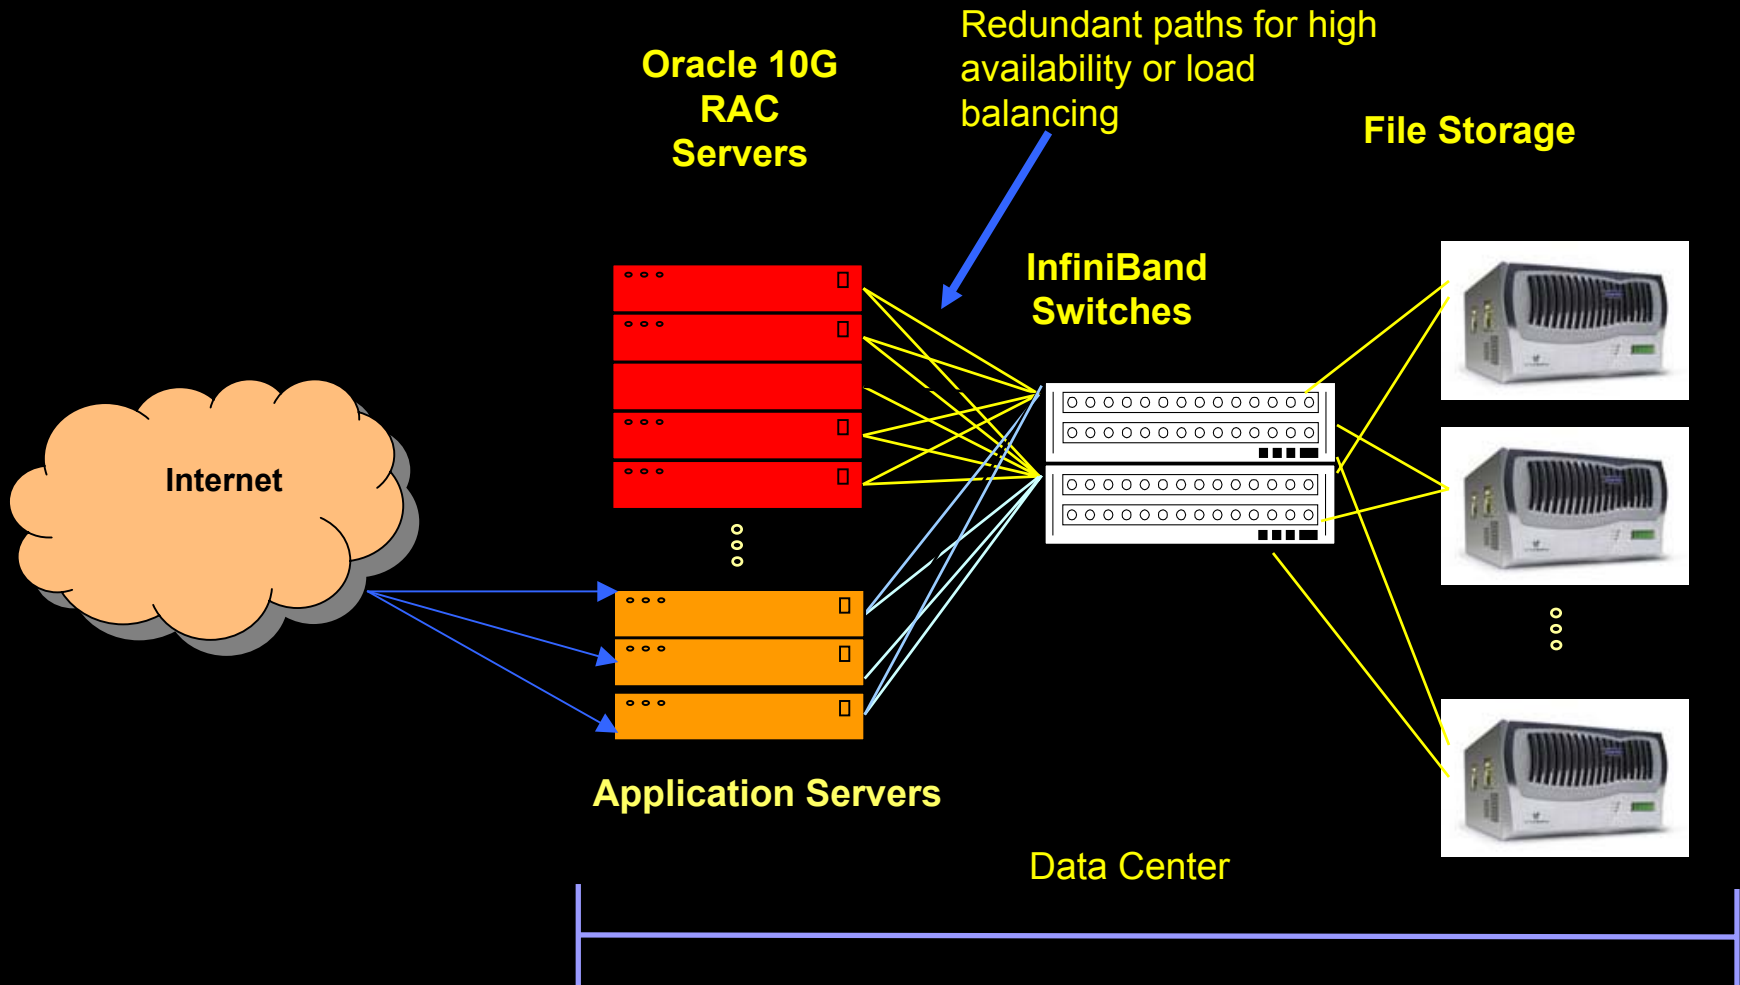 Redundant paths for high
availability or load
balancing
Oracle 10G
RAC
Servers
File Storage
InfiniBand
Switches
Internet
Application Servers
Data Center